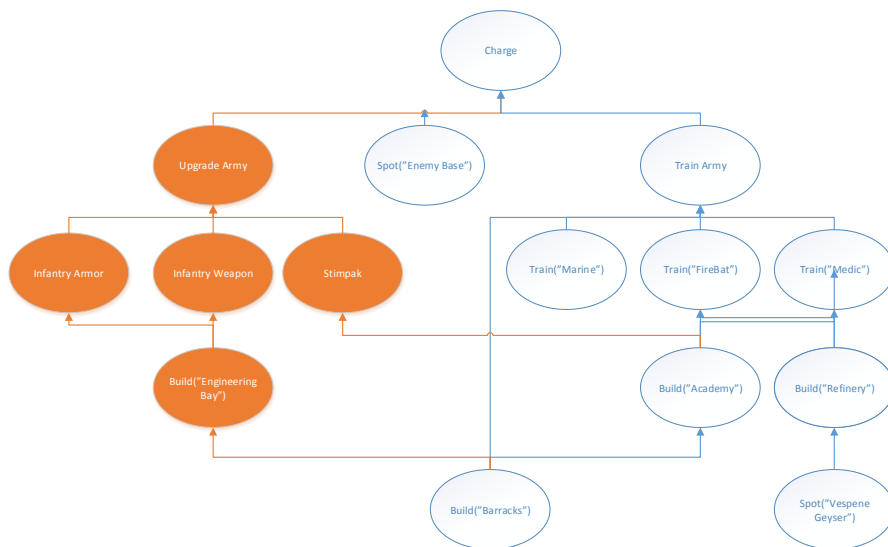 Charge
Upgrade Army
Spot("Enemy Base")
Train Army
Infantry Armor
Infantry Weapon
Stimpak
Train("Marine")
Train("FireBat")
Train("Medic")
Build("Engineering
Bay")
Build("Academy")
Build("Refinery")
Build("Barracks")
Spot("Vespene
Geyser")